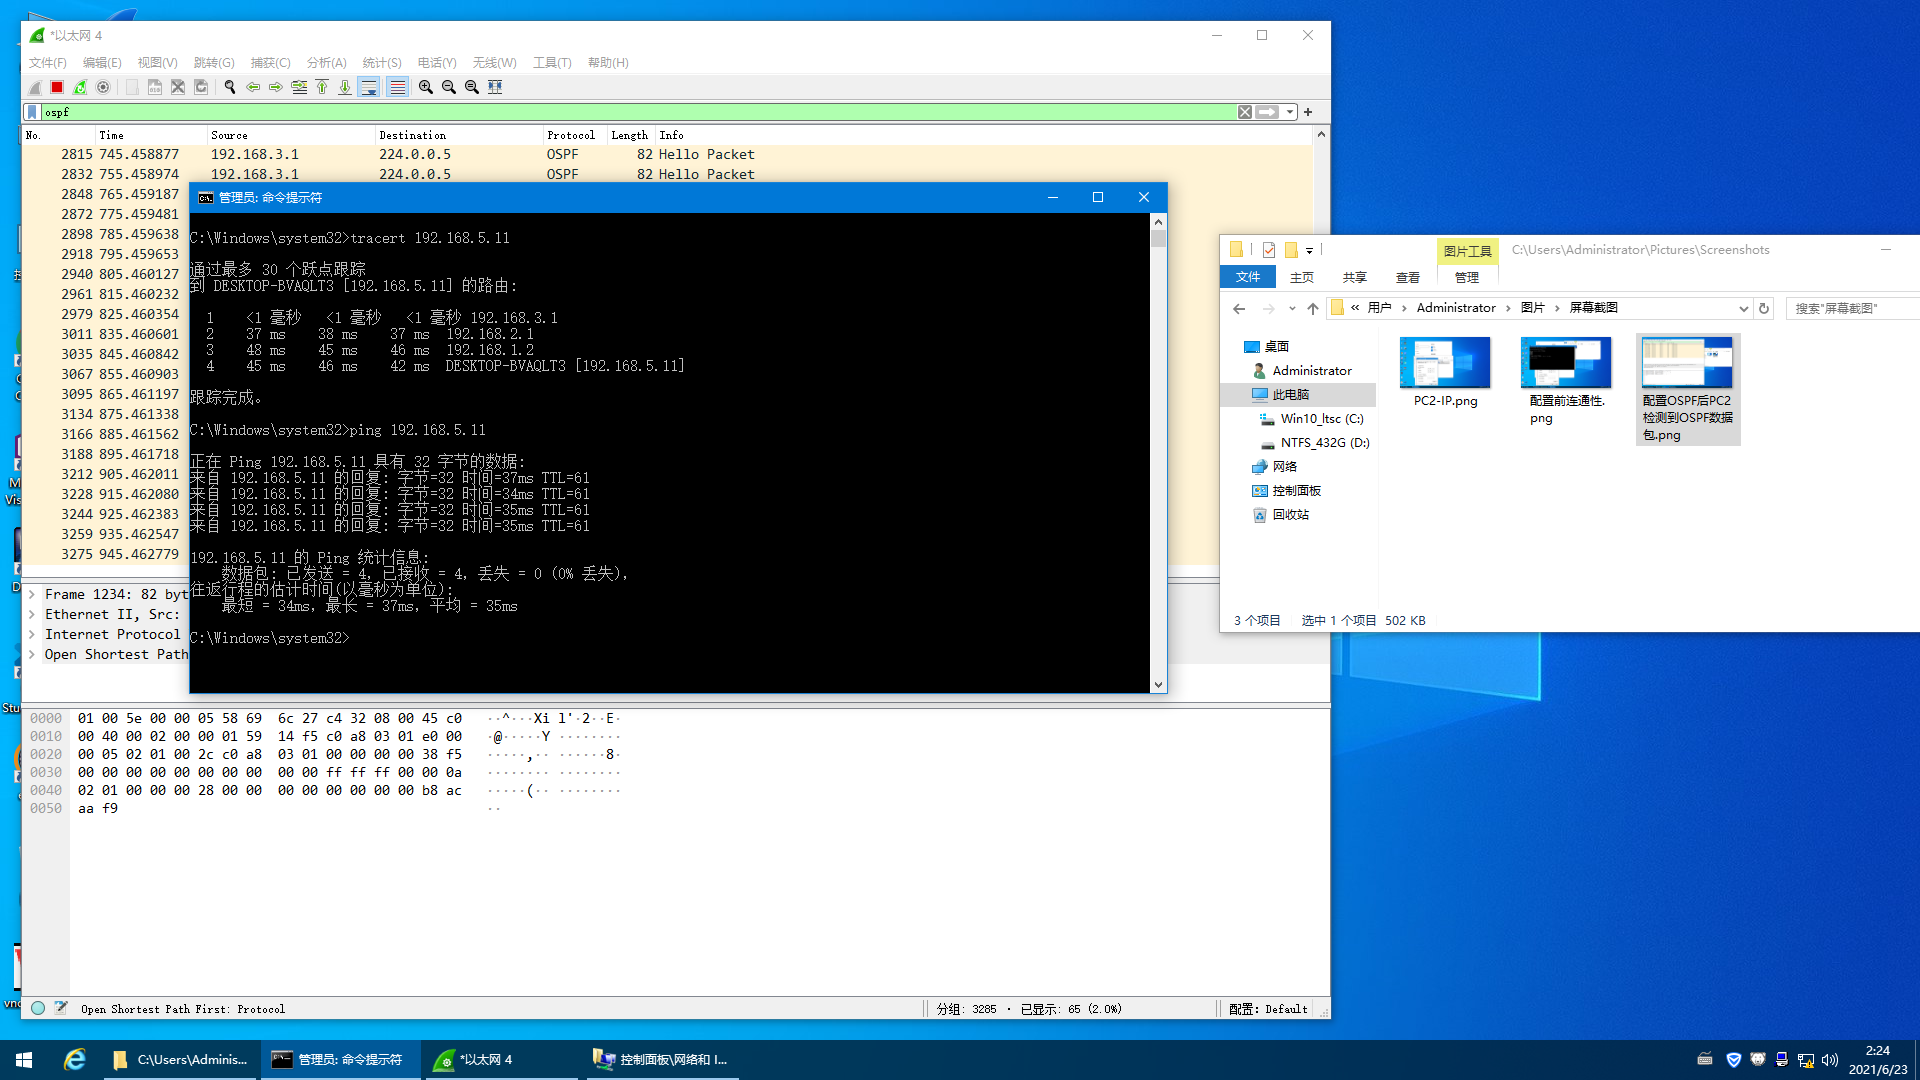 *以太网 4
文件(F) 编辑(E) 视图(V) 跳转(G) 捕获(C) 分析(A) 统计(S) 电话(Y) 无线(W) 工具(T) 帮助(H)
ospf
No. Time Source Destination Protocol Length Info
2815 745.458877 192.168.3.1 224.0.0.5 OSPF 82 Hello Packet
2832 755.458974 192.168.3.1 224.0.0.5 OSPF 82 Hello Packet
2848 765.459187
2872 775.459481
2898 785.459638
2918 795.459653
2940 805.460127
2961 815.460232
2979 825.460354
3011 835.460601
3035 845.460842
3067 855.460903
3095 865.461197
3134 875.461338
3166 885.461562
3188 895.461718
3212 905.462011
3228 915.462080
3244 925.462383
3259 935.462547
3275 945.462779
Frame 1234: 82 byt
Ethernet II, Src:
Internet Protocol
Open Shortest Path
管理员: 命令提示符
C:\Windows\system32>tracert 192.168.5.11
通过最多 30 个跃点跟踪
到 DESKTOP-BVAQLT3 [192.168.5.11] 的路由:
1 <1 毫秒 <1 毫秒 <1 毫秒 192.168.3.1
2 37 ms 38 ms 37 ms 192.168.2.1
3 48 ms 45 ms 46 ms 192.168.1.2
4 45 ms 46 ms 42 ms DESKTOP-BVAQLT3 [192.168.5.11]
跟踪完成。
C:\Windows\system32>ping 192.168.5.11
正在 Ping 192.168.5.11 具有 32 字节的数据:
来自 192.168.5.11 的回复: 字节=32 时间=37ms TTL=61
来自 192.168.5.11 的回复: 字节=32 时间=34ms TTL=61
来自 192.168.5.11 的回复: 字节=32 时间=35ms TTL=61
来自 192.168.5.11 的回复: 字节=32 时间=35ms TTL=61
192.168.5.11 的 Ping 统计信息:
数据包: 已发送 = 4，已接收 = 4，丢失 = 0 (0% 丢失)，
往返行程的估计时间(以毫秒为单位):
最短 = 34ms，最长 = 37ms，平均 = 35ms
C:\Windows\system32>
0000 01 00 5e 00 00 05 58 69 6c 27 c4 32 08 00 45 c0 ··^···Xi l'·2··E·
0010 00 40 00 02 00 00 01 59 14 f5 c0 a8 03 01 e0 00 ·@·····Y ········
0020 00 05 02 01 00 2c c0 a8 03 01 00 00 00 00 38 f5 ·····,·· ······8·
0030 00 00 00 00 00 00 00 00 00 00 ff ff ff 00 00 0a ········ ········
0040 02 01 00 00 00 28 00 00 00 00 00 00 00 00 b8 ac ·····(·· ········
0050 aa f9 ··
Open Shortest Path First: Protocol
分组: 3285 · 已显示: 65 (2.0%)
配置: Default
图片工具
C:\Users\Administrator\Pictures\Screenshots
文件 主页 共享 查看 管理
« 用户 › Administrator › 图片 › 屏幕截图
搜索"屏幕截图"
桌面
Administrator
此电脑
Win10_ltsc (C:)
NTFS_432G (D:)
网络
控制面板
回收站
PC2-IP.png
配置前连通性.
png
配置OSPF后PC2
检测到OSPF数据
包.png
3 个项目 选中 1 个项目 502 KB
C:\Users\Adminis...
管理员: 命令提示符
*以太网 4
控制面板\网络和 I...
2:24
2021/6/23